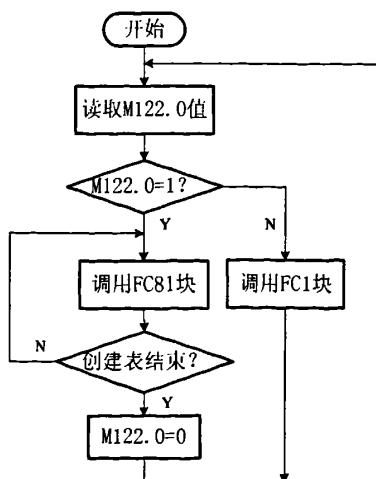 开始
读取M122.0值
M122.0=1?
Y
N
调用FC81块
调用FC1块
N
创建表结束?
Y
M122.0=0